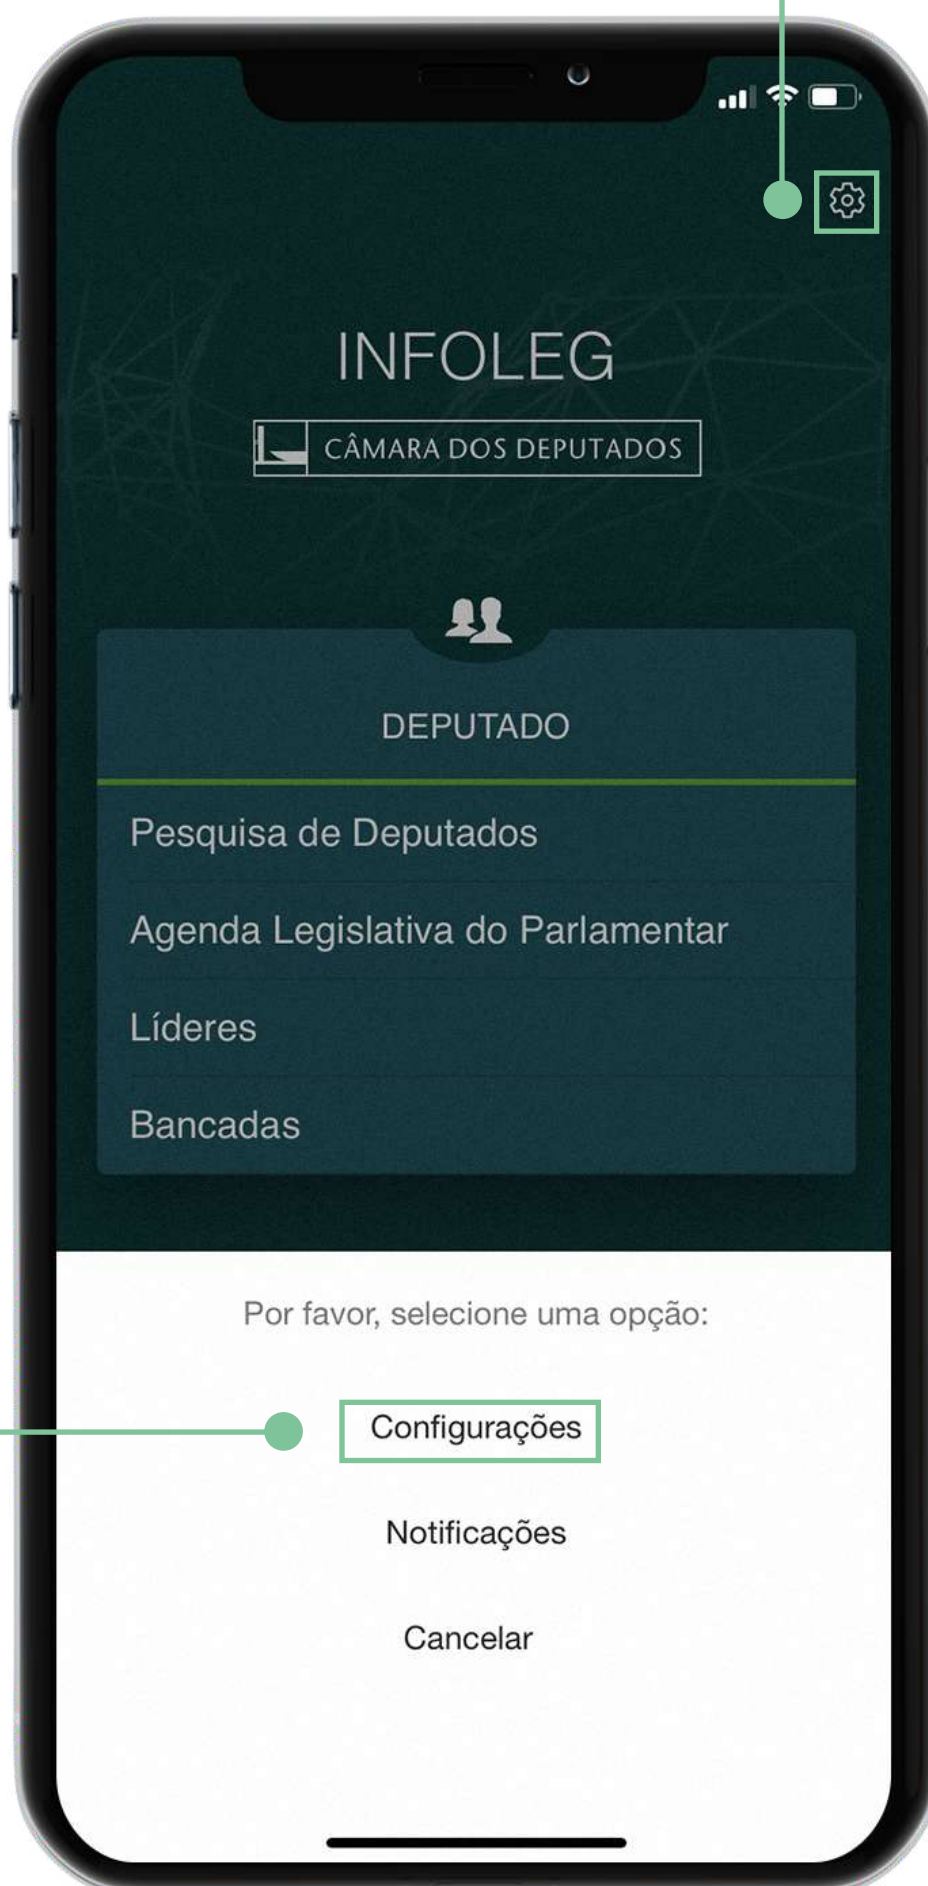 INFOLEG
CÂMARA DOS DEPUTADOS
DEPUTADO
Pesquisa de Deputados
Agenda Legislativa do Parlamentar
Líderes
Bancadas
Por favor, selecione uma opção:
Configurações
Notificações
Cancelar